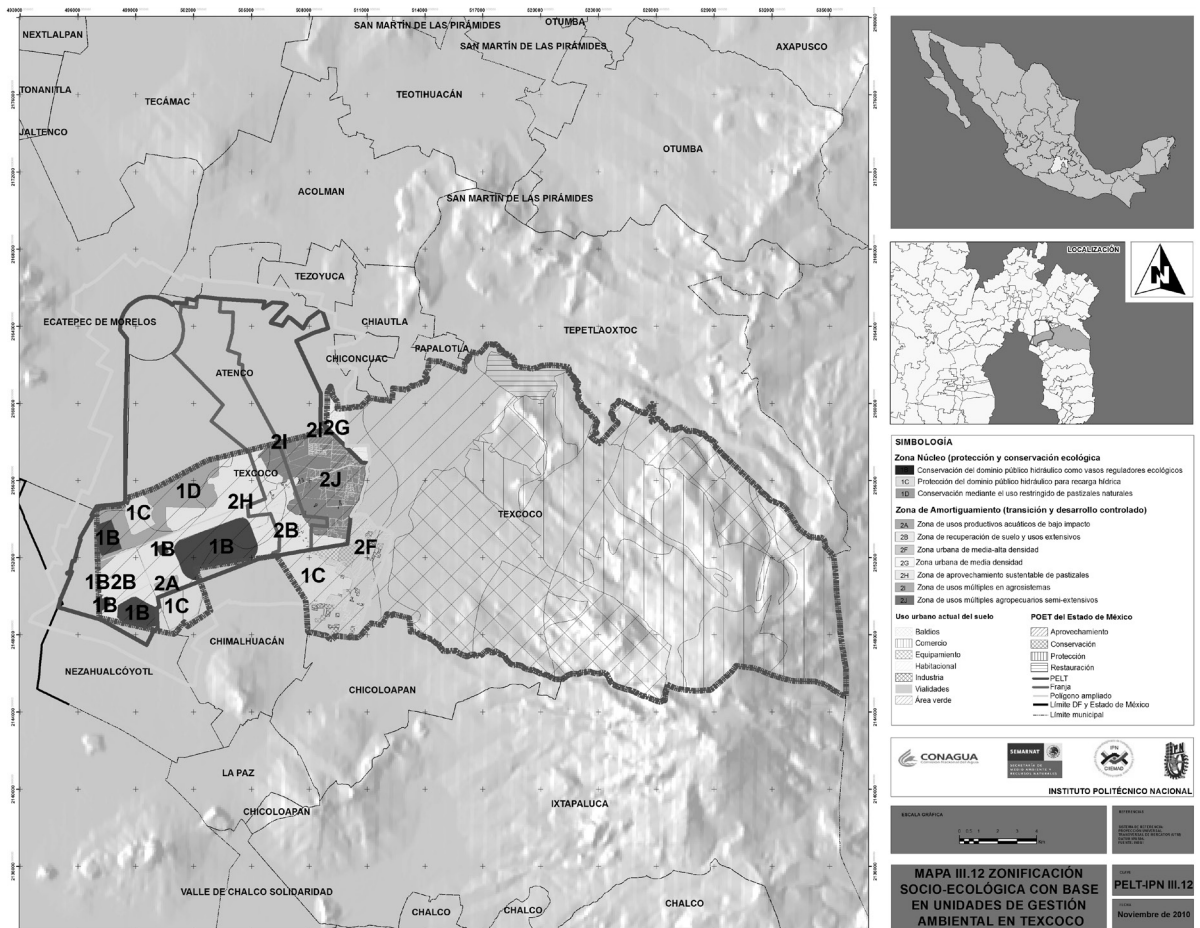 NEXTLALPAN
SAN MARTÍN DE LAS PIRÁMIDES
OTUMBA
SAN MARTÍN DE LAS PIRÁMIDES
AXAPUSCO
TONANITLA
TECÁMAC
TEOTIHUACÁN
JALTENCO
OTUMBA
ACOLMAN
SAN MARTÍN DE LAS PIRÁMIDES
TEZOYUCA
ECATEPEC DE MORELOS
CHIAUTLA
TEPETLAOXTOC
PAPALOTLA
CHICONCUAC
ATENCO
2I
2I
2G
TEXCOCO
2J
1D
2H
1C
2B
TEXCOCO
1B
1B
1B
2F
1C
1B
2B
2A
1B
1B
1C
CHIMALHUACÁN
NEZAHUALCÓYOTL
CHICOLOAPAN
LA PAZ
CHICOLOAPAN
IXTAPALUCA
VALLE DE CHALCO SOLIDARIDAD
CHALCO
CHALCO
CHALCO
LOCALIZACIÓN
N
SIMBOLOGÍA
Zona Núcleo (protección y conservación ecológica
Conservación del dominio público hidráulico como vasos reguladores ecológicos
1C Protección del dominio público hidráulico para recarga hídrica
1D Conservación mediante el uso restringido de pastizales naturales
Zona de Amortiguamiento (transición y desarrollo controlado)
2A Zona de usos productivos acuáticos de bajo impacto
2B Zona de recuperación de suelo y usos extensivos
2F Zona urbana de media-alta densidad
2G Zona urbana de media densidad
2H Zona de aprovechamiento sustentable de pastizales
2I Zona de usos múltiples en agrosistemas
2J Zona de usos múltiples agropecuarios semi-extensivos
Uso urbano actual del suelo
Baldíos
Comercio
Equipamiento
Habitacional
Industria
Vialidades
Área verde
POET del Estado de México
Aprovechamiento
Conservación
Protección
Restauración
PELT
Franja
Polígono ampliado
Límite DF y Estado de México
Límite municipal
CONAGUA
SEMARNAT
IPN
CIEMAD
IPN
INSTITUTO POLITÉCNICO NACIONAL
ESCALA GRÁFICA
MAPA III.12 ZONIFICACIÓN
SOCIO-ECOLÓGICA CON BASE
EN UNIDADES DE GESTIÓN
AMBIENTAL EN TEXCOCO
PELT-IPN III.12
Noviembre de 2010